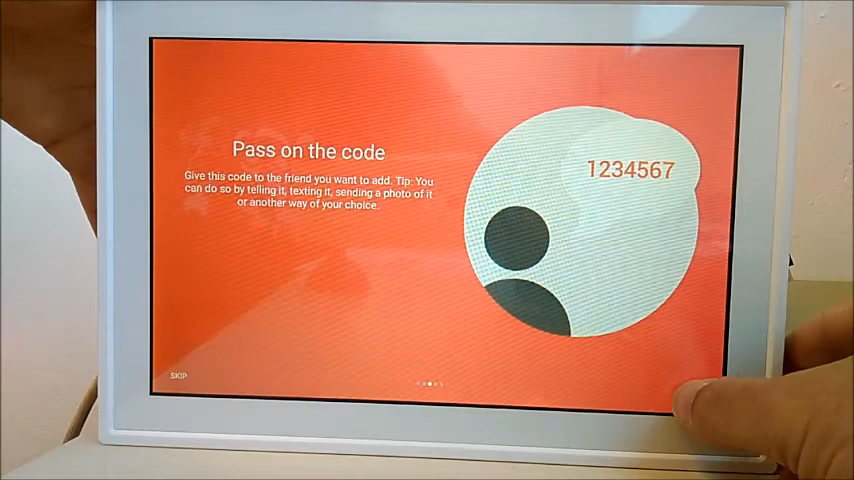 Pass on the code
Give this code to the friend you want to add. Tip: You
can do so by telling it, texting it, sending a photo of it
or another way of your choice.
1234567
SKIP